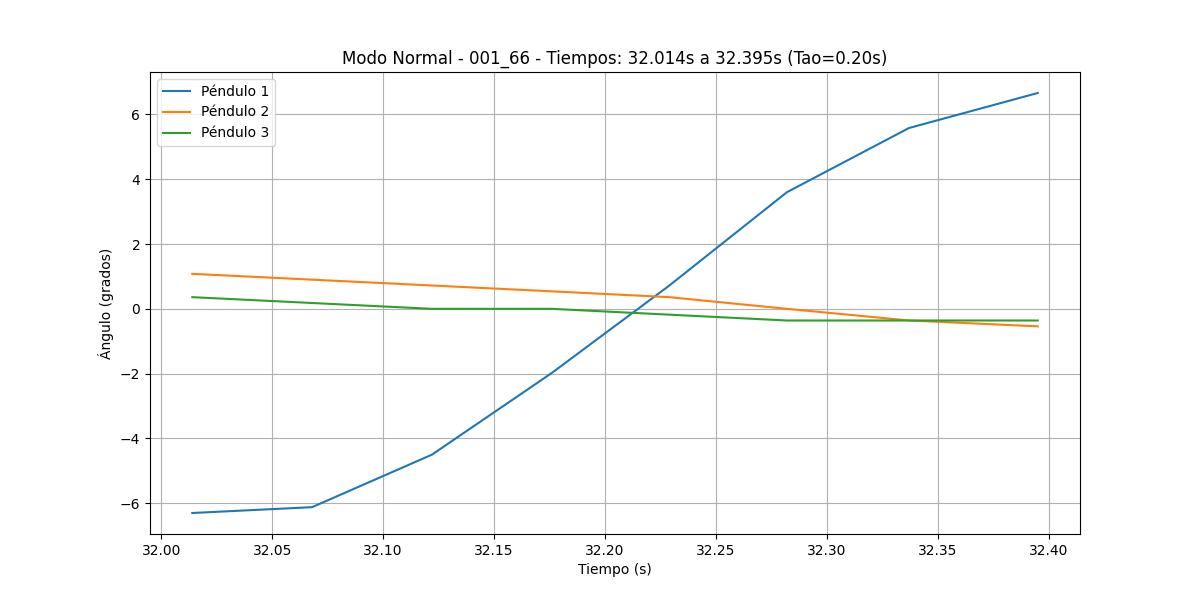 Modo Normal - 001_66 - Tiempos: 32.014s a 32.395s (Tao=0.20s)
Péndulo 1
Péndulo 2
Péndulo 3
Ángulo (grados)
6
4
2
0
−2
−4
−6
32.00 32.05 32.10 32.15 32.20 32.25 32.30 32.35 32.40
Tiempo (s)